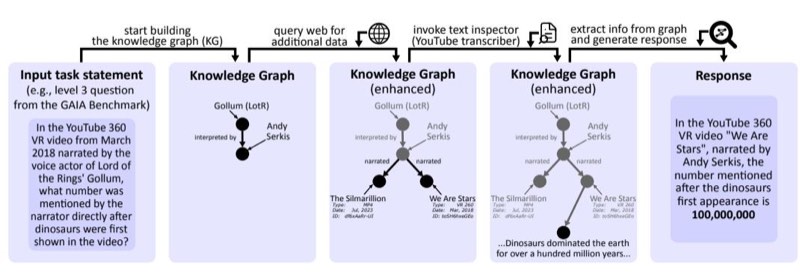 start building
the knowledge graph (KG)
query web for
additional data
invoke text inspector
(YouTube transcriber)
extract info from graph
and generate response
Input task statement
(e.g., level 3 question
from the GAIA Benchmark)
In the YouTube 360
VR video from March
2018 narrated by the
voice actor of Lord of
the Rings' Gollum,
what number was
mentioned by the
narrator directly after
dinosaurs were first
shown in the video?
Knowledge Graph
Gollum (LotR)
interpreted by
Andy
Serkis
Knowledge Graph
(enhanced)
Gollum (LotR)
interpreted by
Andy
Serkis
narrated
narrated
The Silmarillion
Type: MP4
Date: Jul, 2023
ID:
We Are Stars
Type: VR 360
Date: Mar, 2018
ID:
Knowledge Graph
(enhanced)
Gollum (LotR)
interpreted by
Andy
Serkis
narrated
narrated
The Silmarillion
Type: MP4
Date: Jul, 2023
ID:
We Are Stars
Type: VR 360
Date: Mar, 2018
ID:
...Dinosaurs dominated the earth
for over a hundred million years...
Response
In the YouTube 360
VR video "We Are
Stars", narrated by
Andy Serkis, the
number mentioned
after the dinosaurs
first appearance is
100,000,000